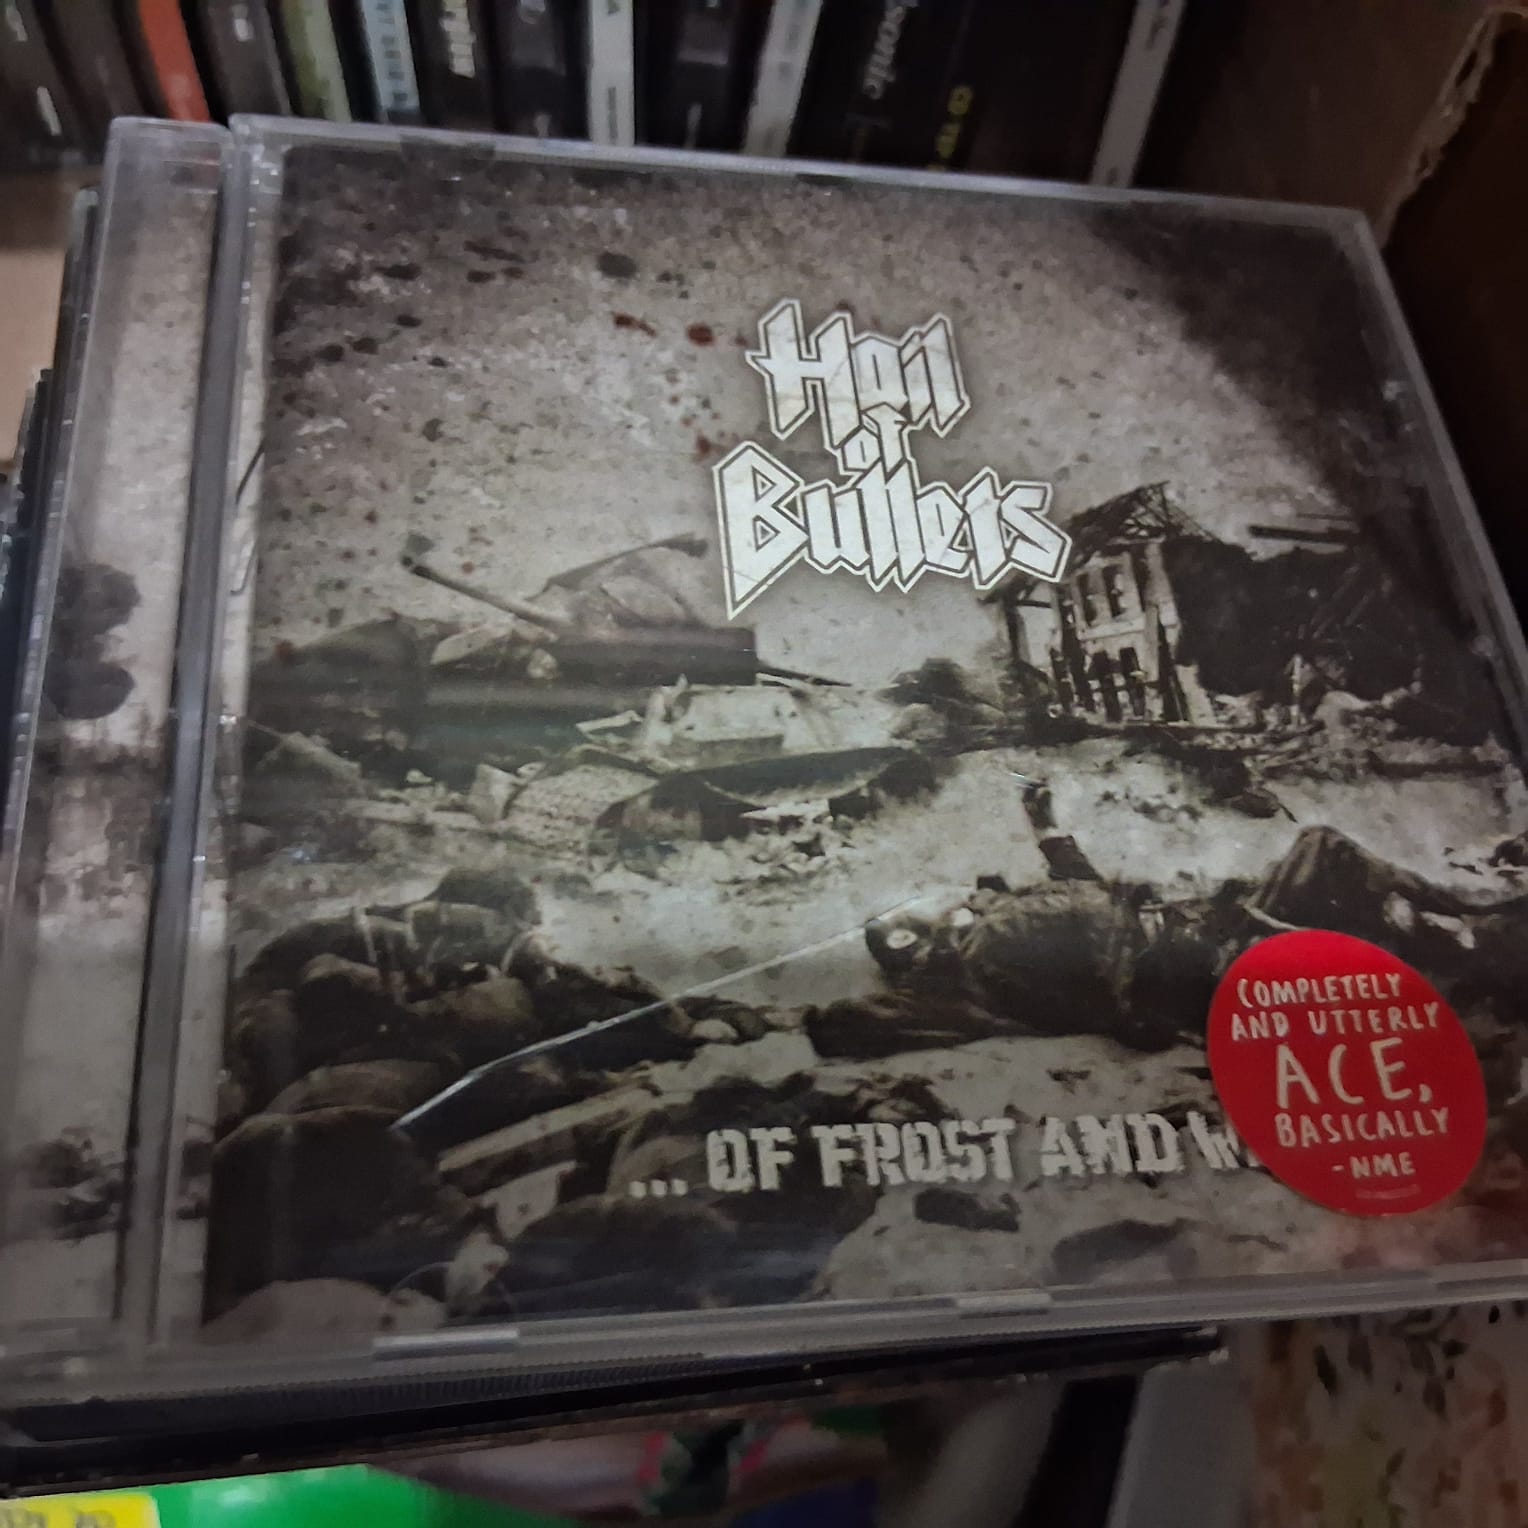 Hail
of
Bullets
... OF FROST AND W
COMPLETELY
AND UTTERLY
ACE,
BASICALLY
-NME